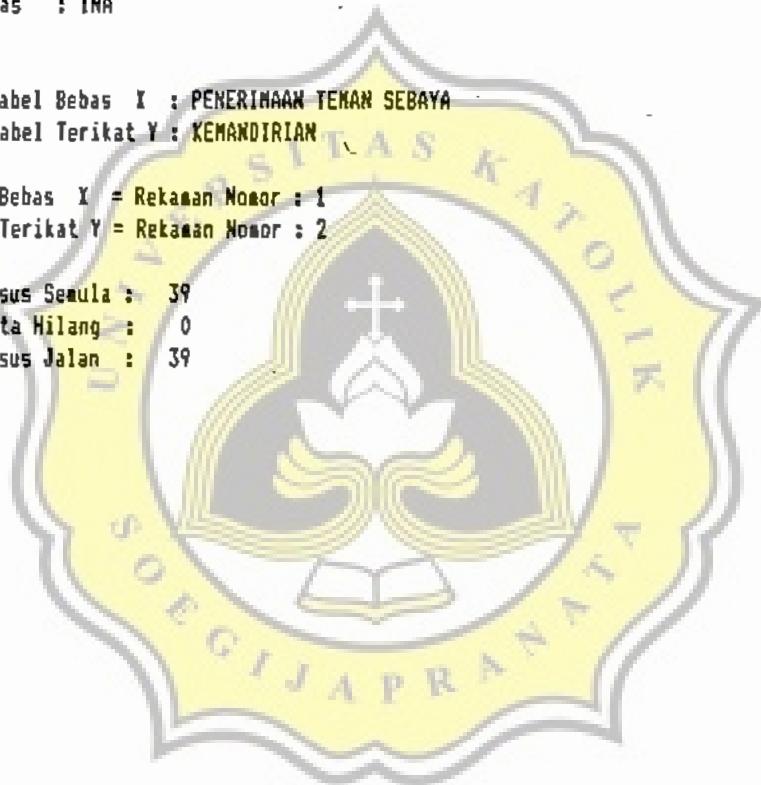 as : INA
abel Bebas X : PENERIMAAN TEMAN SEBAYA
abel Terikat Y : KEMANDIRIAN
Bebas X = Rekaman Nomor : 1
Terikat Y = Rekaman Nomor : 2
sus Semula : 39
ta Hilang : 0
sus Jalan : 39
UNIVERSITAS KATOLIK
SOEGIJAPRANATA